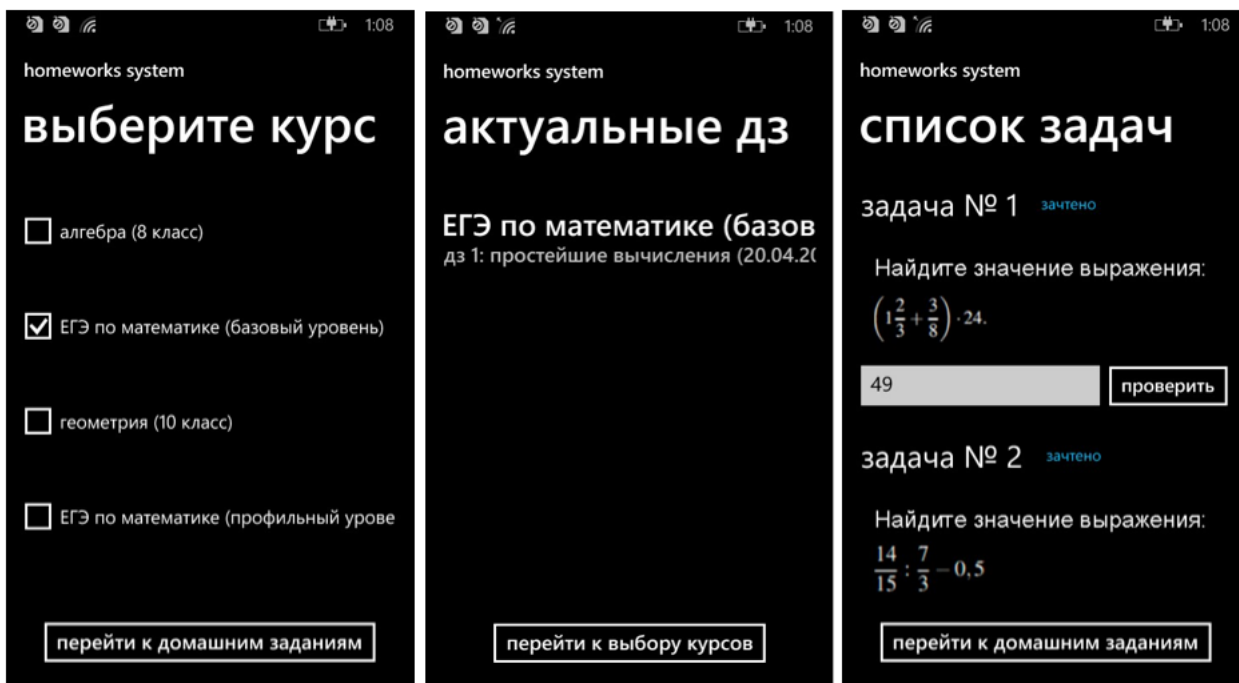 1:08
homeworks system
выберите курс
алгебра (8 класс)
ЕГЭ по математике (базовый уровень)
геометрия (10 класс)
ЕГЭ по математике (профильный урове
перейти к домашним заданиям
1:08
homeworks system
актуальные дз
ЕГЭ по математике (базов
дз 1: простейшие вычисления (20.04.20
перейти к выбору курсов
1:08
homeworks system
список задач
задача № 1 зачтено
Найдите значение выражения:
(1 2/3 + 3/8) · 24.
49 проверить
задача № 2 зачтено
Найдите значение выражения:
14/15 : 7/3 − 0,5
перейти к домашним заданиям